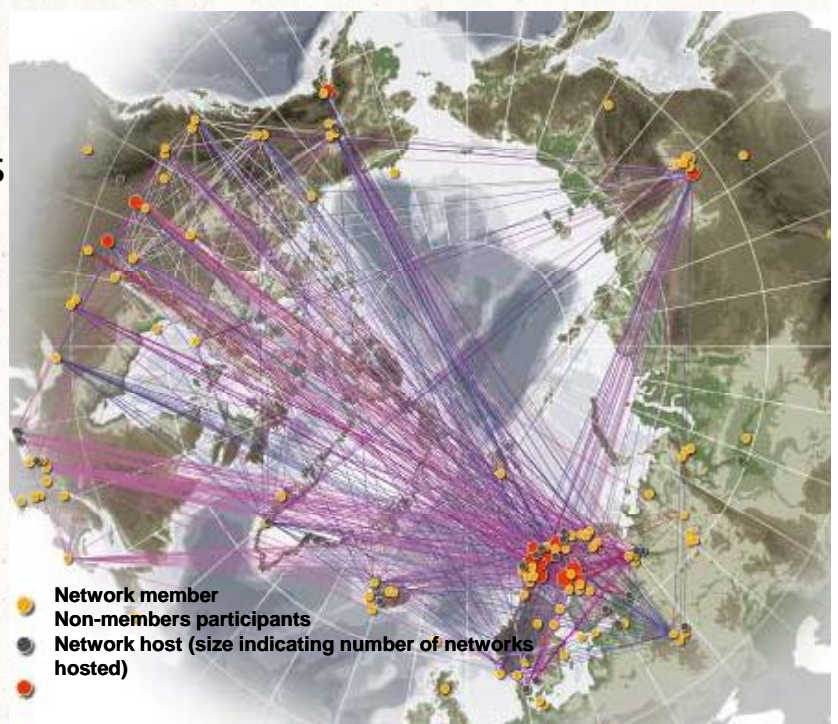 s
Network member
Non-members participants
Network host (size indicating number of networks
hosted)